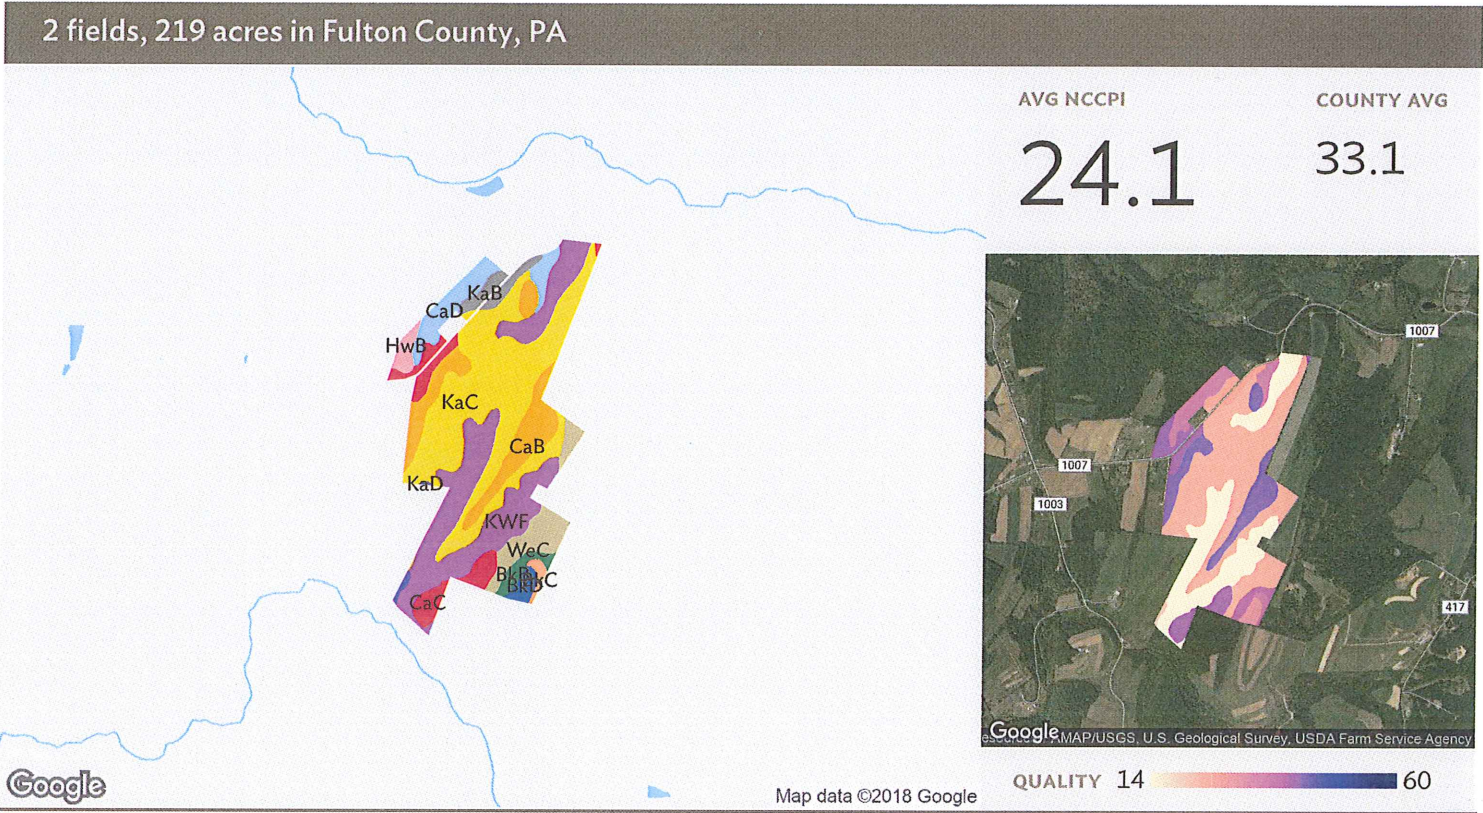 2 fields, 219 acres in Fulton County, PA
AVG NCCPI
COUNTY AVG
24.1
33.1
KaB
CaD
HwB
KaC
CaB
KaD
KWF
WeC
BkD
BkC
CaC
1007
1007
1003
417
Google
Map data ©2018 Google
Google
AMAP/USGS, U.S. Geological Survey, USDA Farm Service Agency
QUALITY 14
60